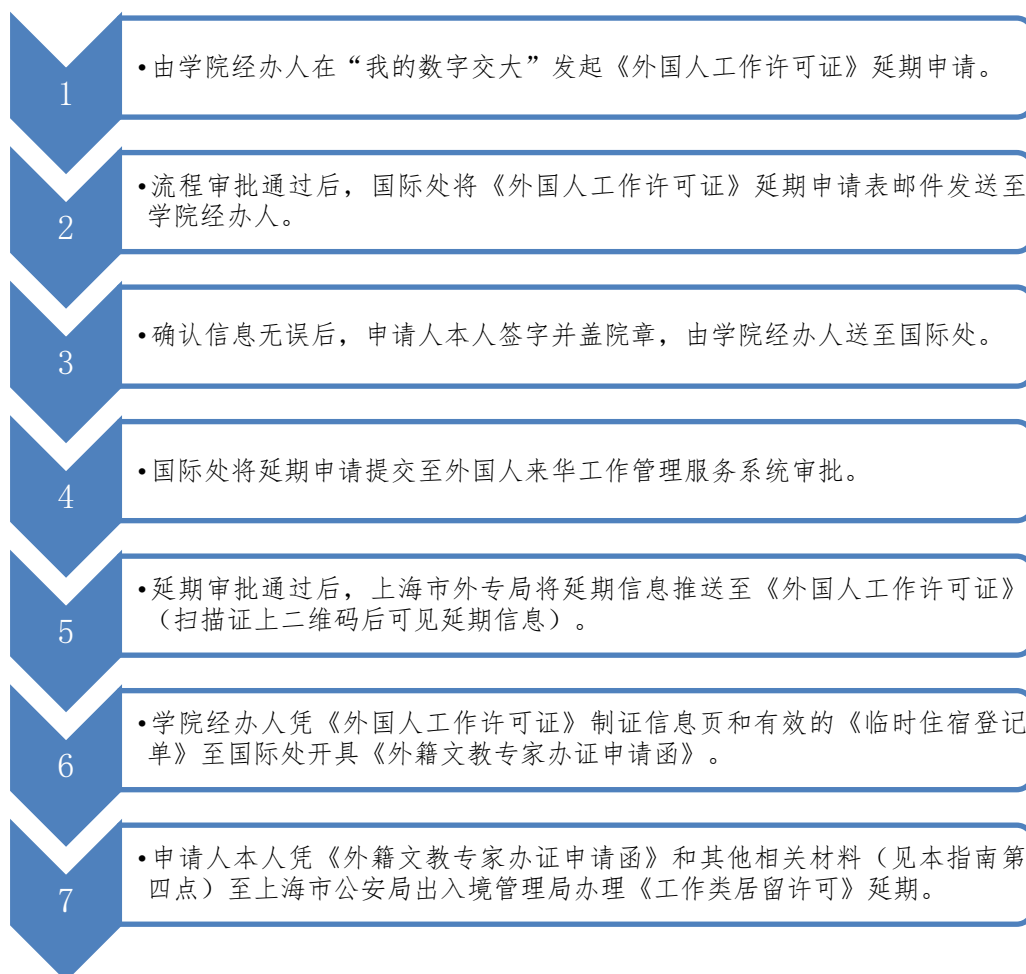 1
•由学院经办人在“我的数字交大”发起《外国人工作许可证》延期申请。
2
•流程审批通过后，国际处将《外国人工作许可证》延期申请表邮件发送至
学院经办人。
3
•确认信息无误后，申请人本人签字并盖院章，由学院经办人送至国际处。
4
•国际处将延期申请提交至外国人来华工作管理服务系统审批。
5
•延期审批通过后，上海市外专局将延期信息推送至《外国人工作许可证》
（扫描证上二维码后可见延期信息）。
6
•学院经办人凭《外国人工作许可证》制证信息页和有效的《临时住宿登记
单》至国际处开具《外籍文教专家办证申请函》。
7
•申请人本人凭《外籍文教专家办证申请函》和其他相关材料（见本指南第
四点）至上海市公安局出入境管理局办理《工作类居留许可》延期。